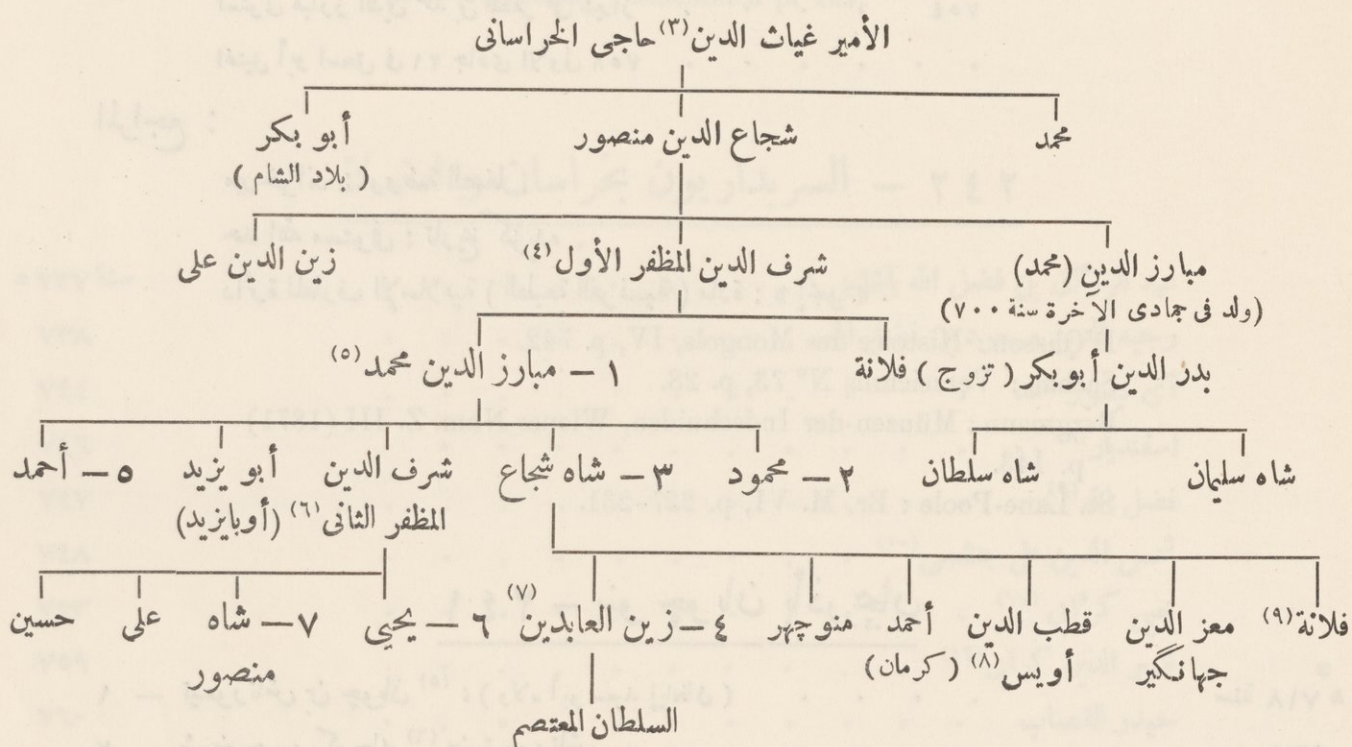 الأمير غياث الدين (٣) حاجى الخراسانى
محمد شجاع الدين منصور أبو بكر
( بلاد الشام )
مبارز الدين (محمد) شرف الدين المظفر الأول (٤) زين الدين على
(ولد فى جمادى الآخرة سنة ٧٠٠)
بدر الدين أبو بكر ( تزوج ) فلانة ١ — مبارز الدين محمد (٥)
شاه سليمان شاه سلطان ٢ — محمود ٣ — شاه شجاع شرف الدين أبو يزيد ٥ — أحمد
المظفر الثانى (٦) (أوبايزيد)
فلانة (٩) معز الدين قطب الدين أحمد منوچهر ٤ — زين العابدين (٧) ٦ — يحيى ٧ — شاه على حسين
جهانگير أويس (٨) ( كرمان ) منصور
السلطان المعتصم